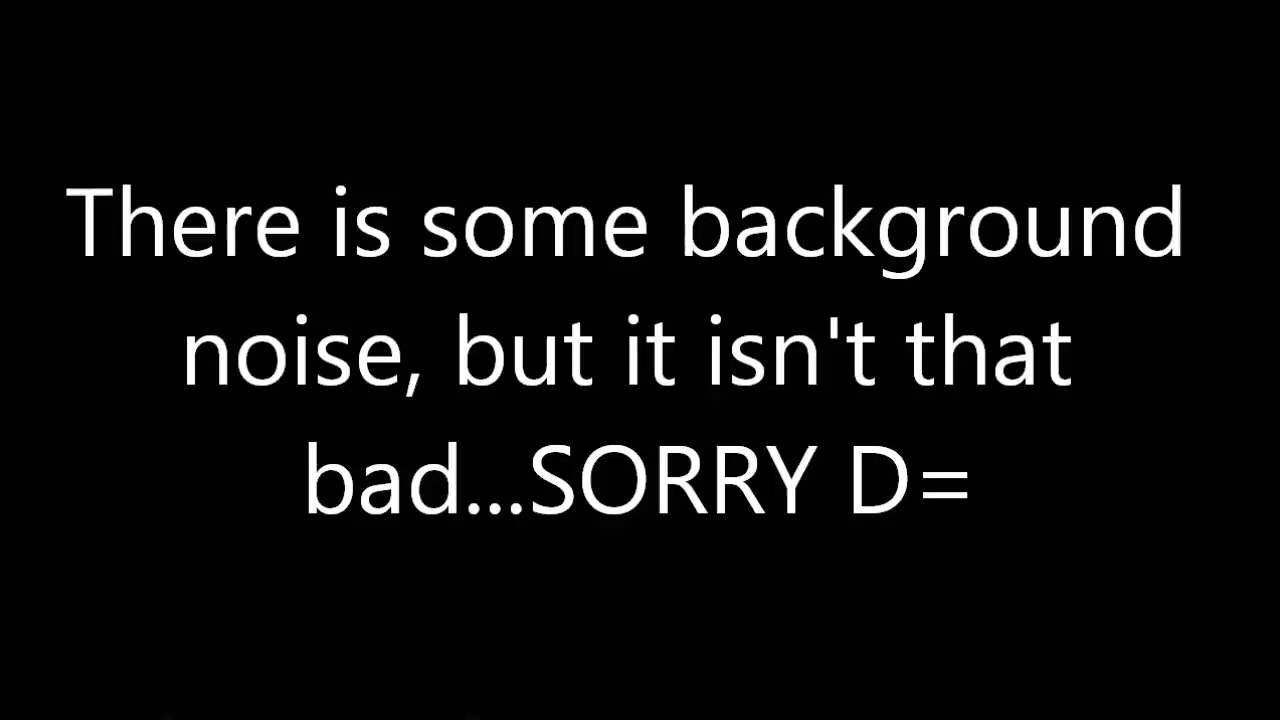 There is some background
noise, but it isn't that
bad...SORRY D=